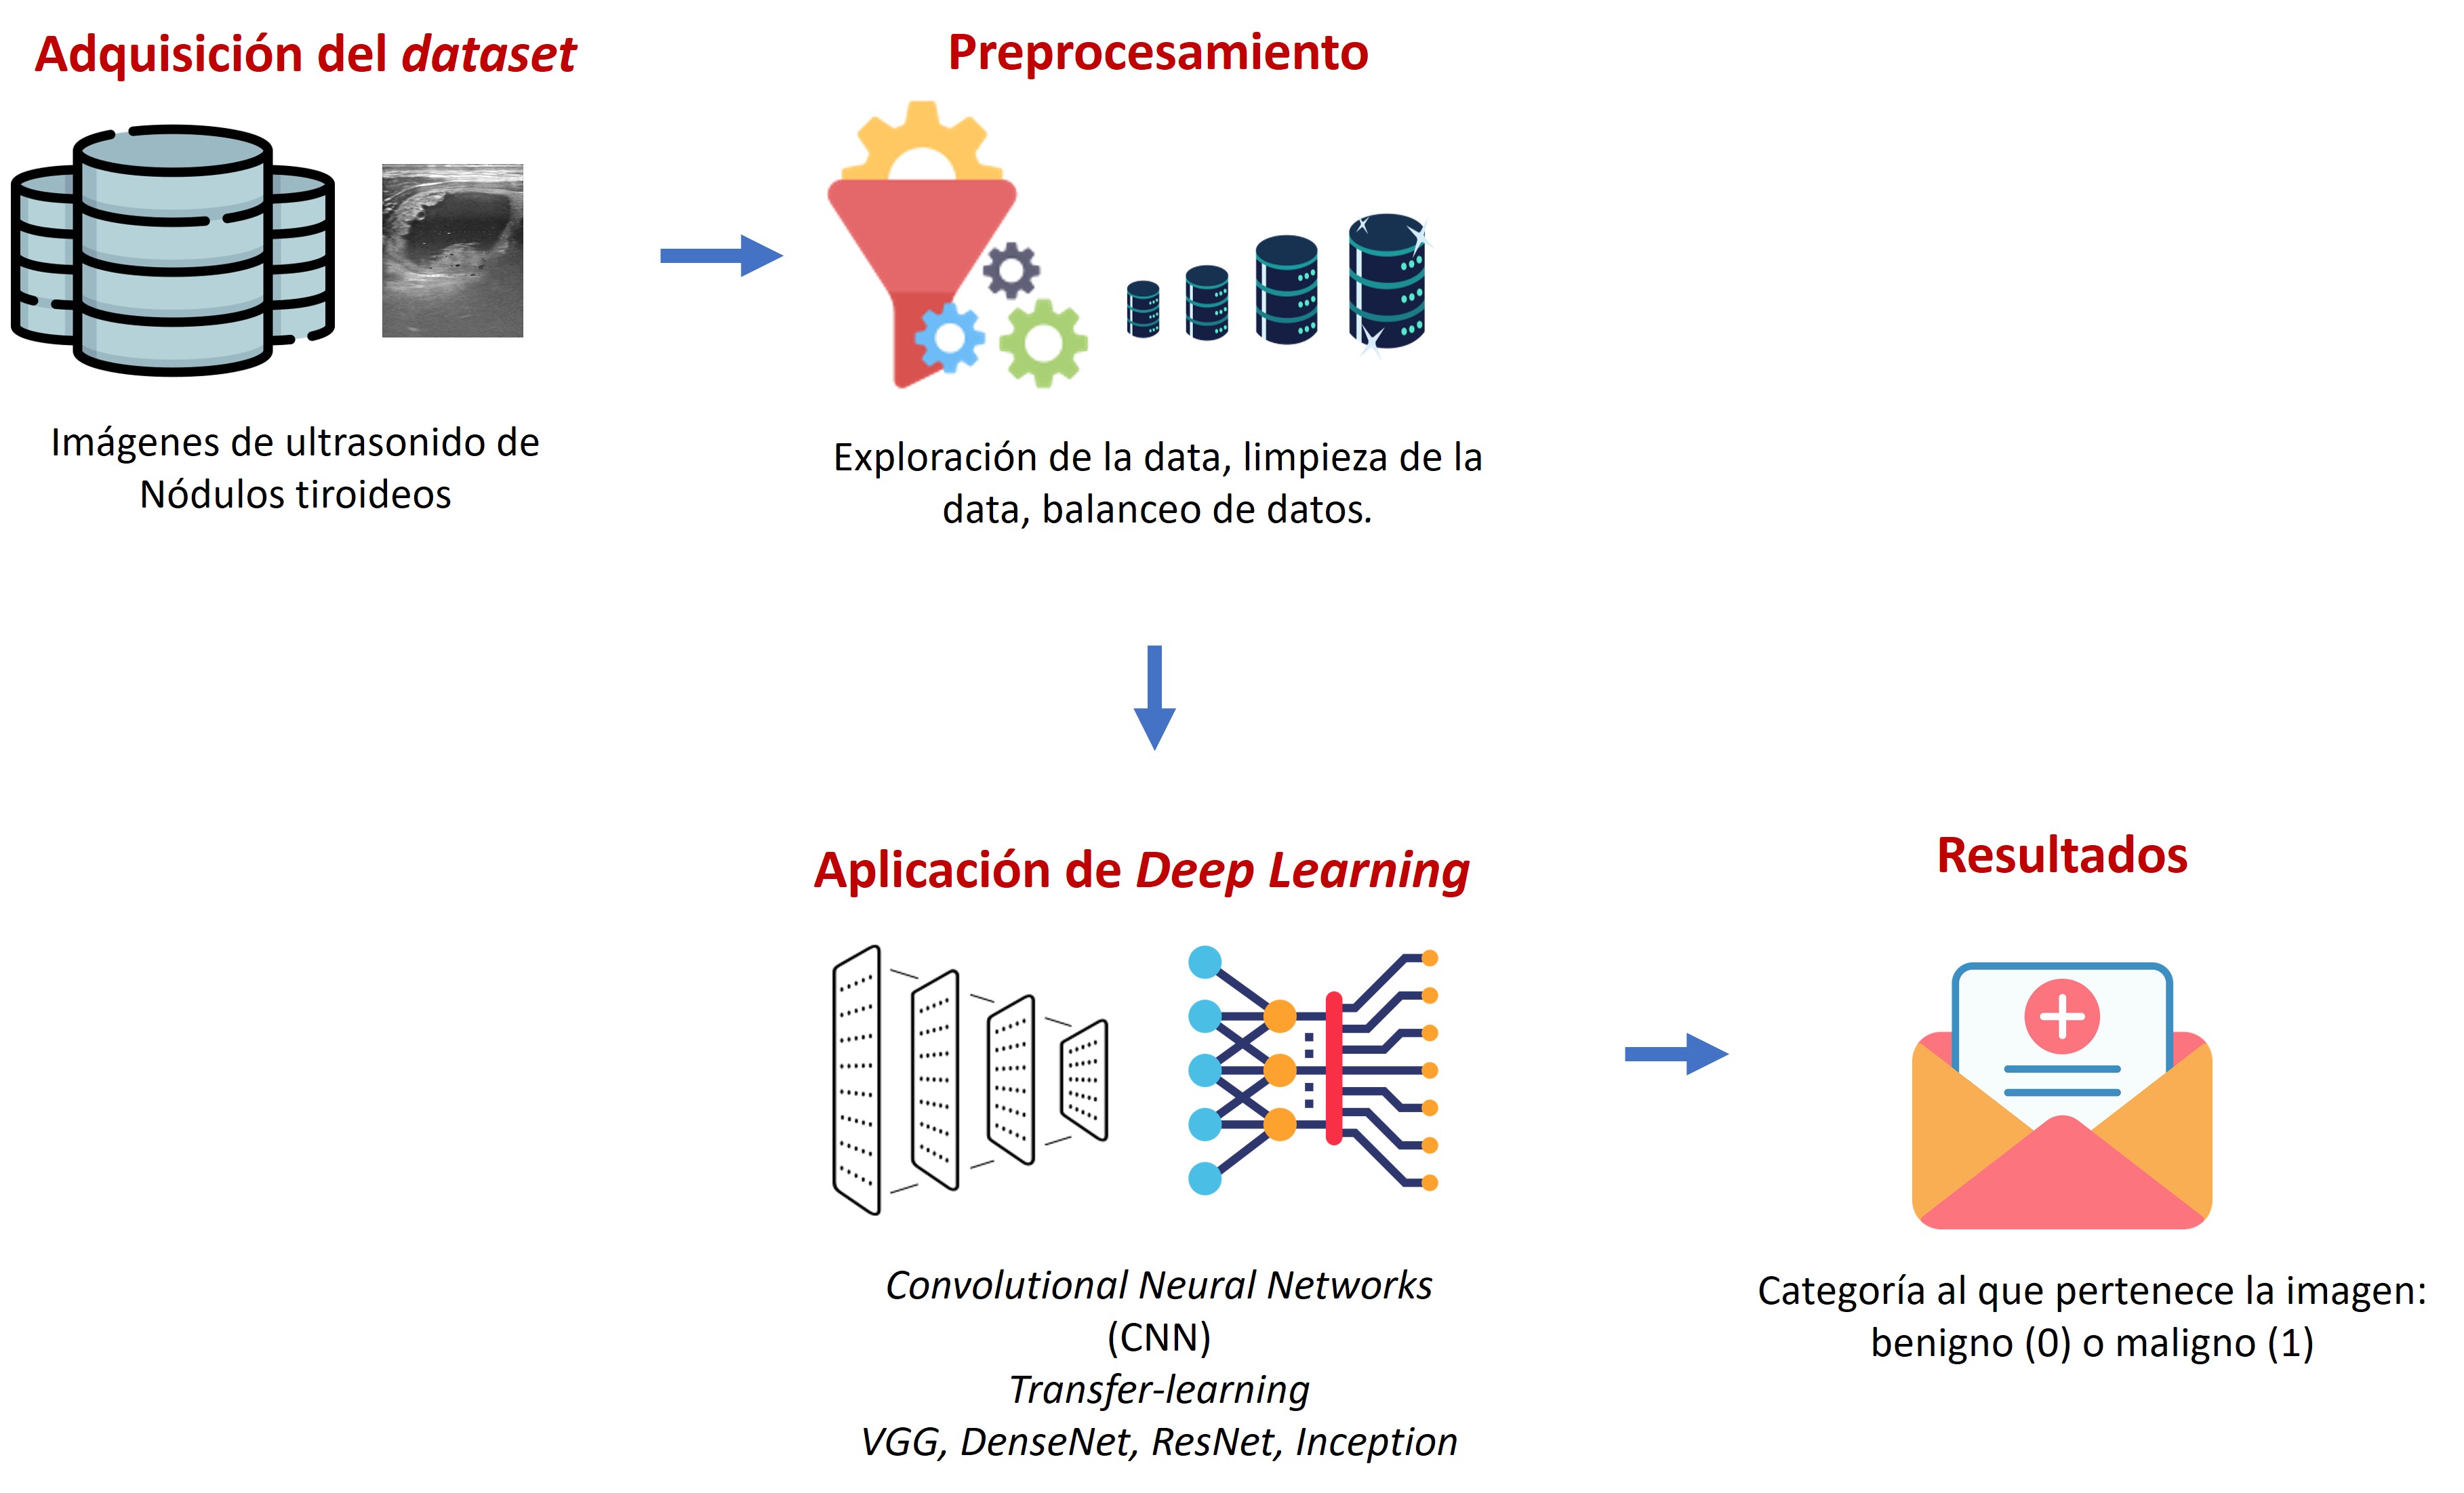 Adquisición del dataset
Imágenes de ultrasonido de
Nódulos tiroideos
Preprocesamiento
Exploración de la data, limpieza de la
data, balanceo de datos.
Aplicación de Deep Learning
Convolutional Neural Networks
(CNN)
Transfer-learning
VGG, DenseNet, ResNet, Inception
Resultados
Categoría al que pertenece la imagen:
benigno (0) o maligno (1)